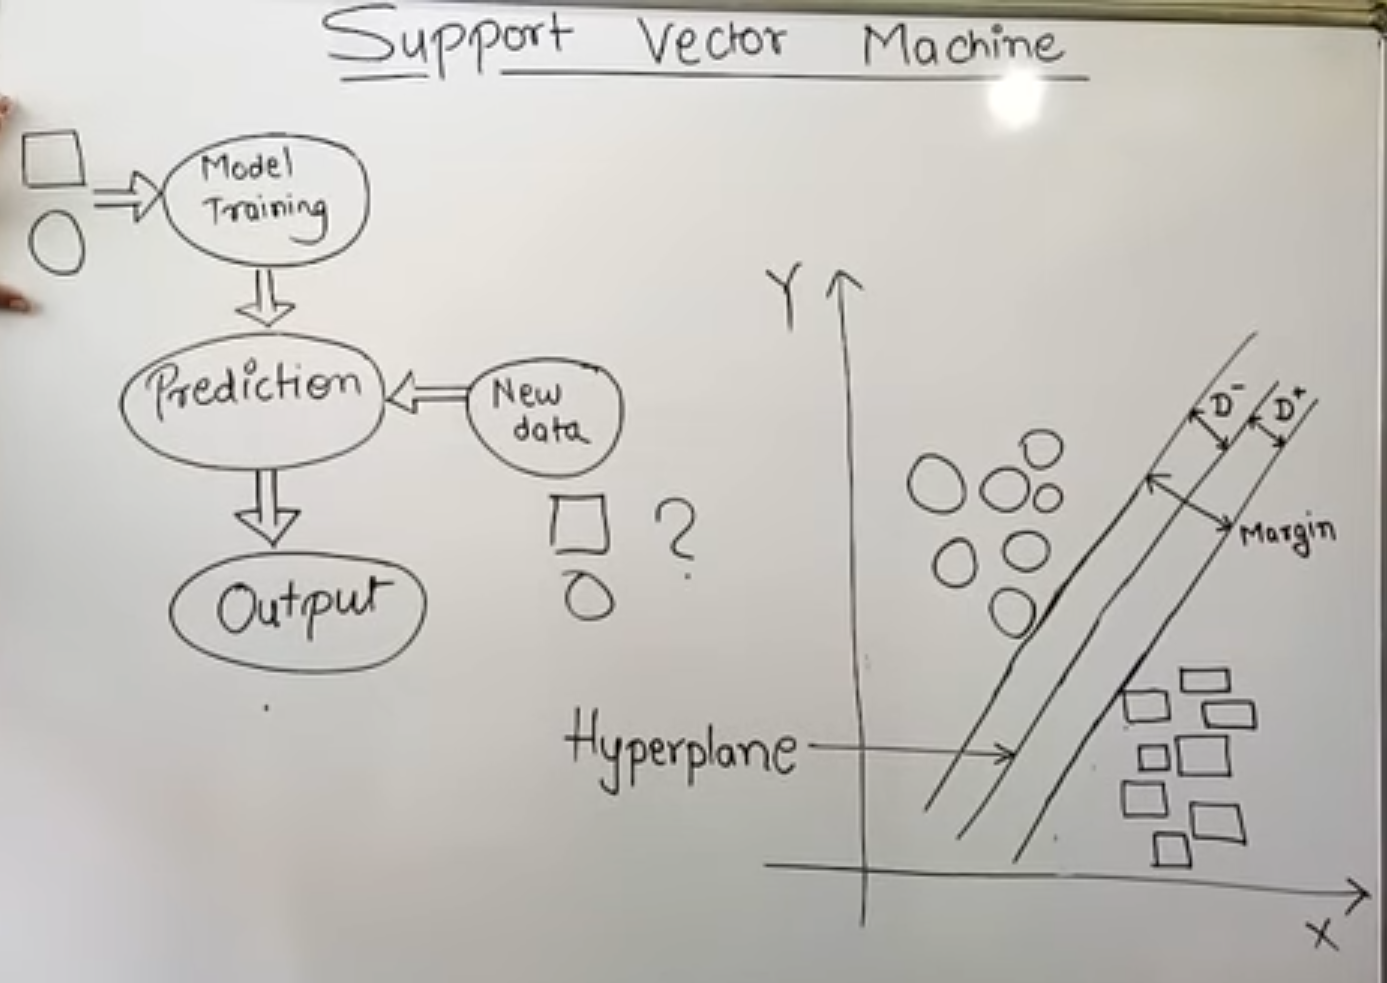 Support Vector Machine
Model
Training
Prediction
New
data
?
Output
Y
D⁻
D⁺
Margin
Hyperplane
X